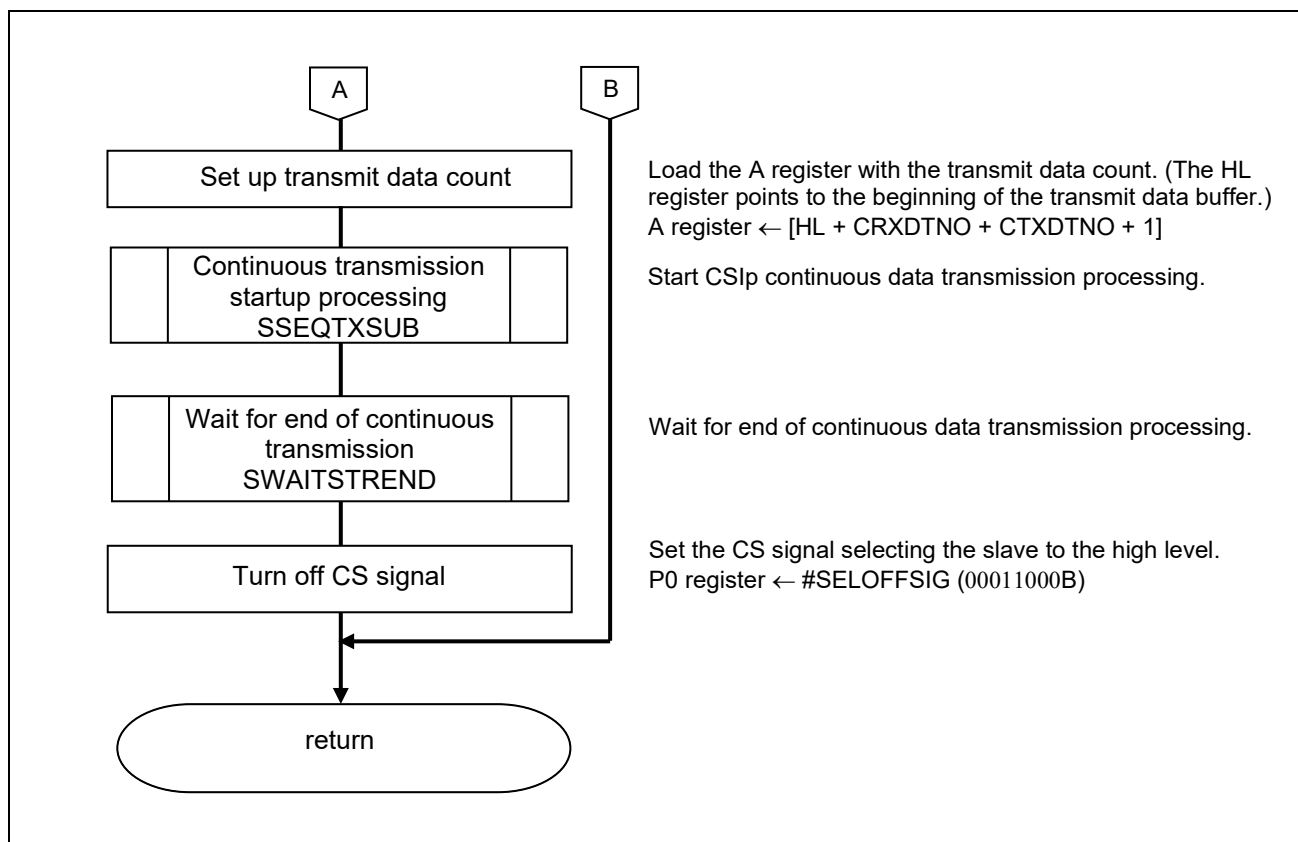 A
B
Set up transmit data count
Load the A register with the transmit data count. (The HL
register points to the beginning of the transmit data buffer.)
A register ← [HL + CRXDTNO + CTXDTNO + 1]
Continuous transmission
startup processing
SSEQTXSUB
Start CSIp continuous data transmission processing.
Wait for end of continuous
transmission
SWAITSTREND
Wait for end of continuous data transmission processing.
Turn off CS signal
Set the CS signal selecting the slave to the high level.
P0 register ← #SELOFFSIG (00011000B)
return